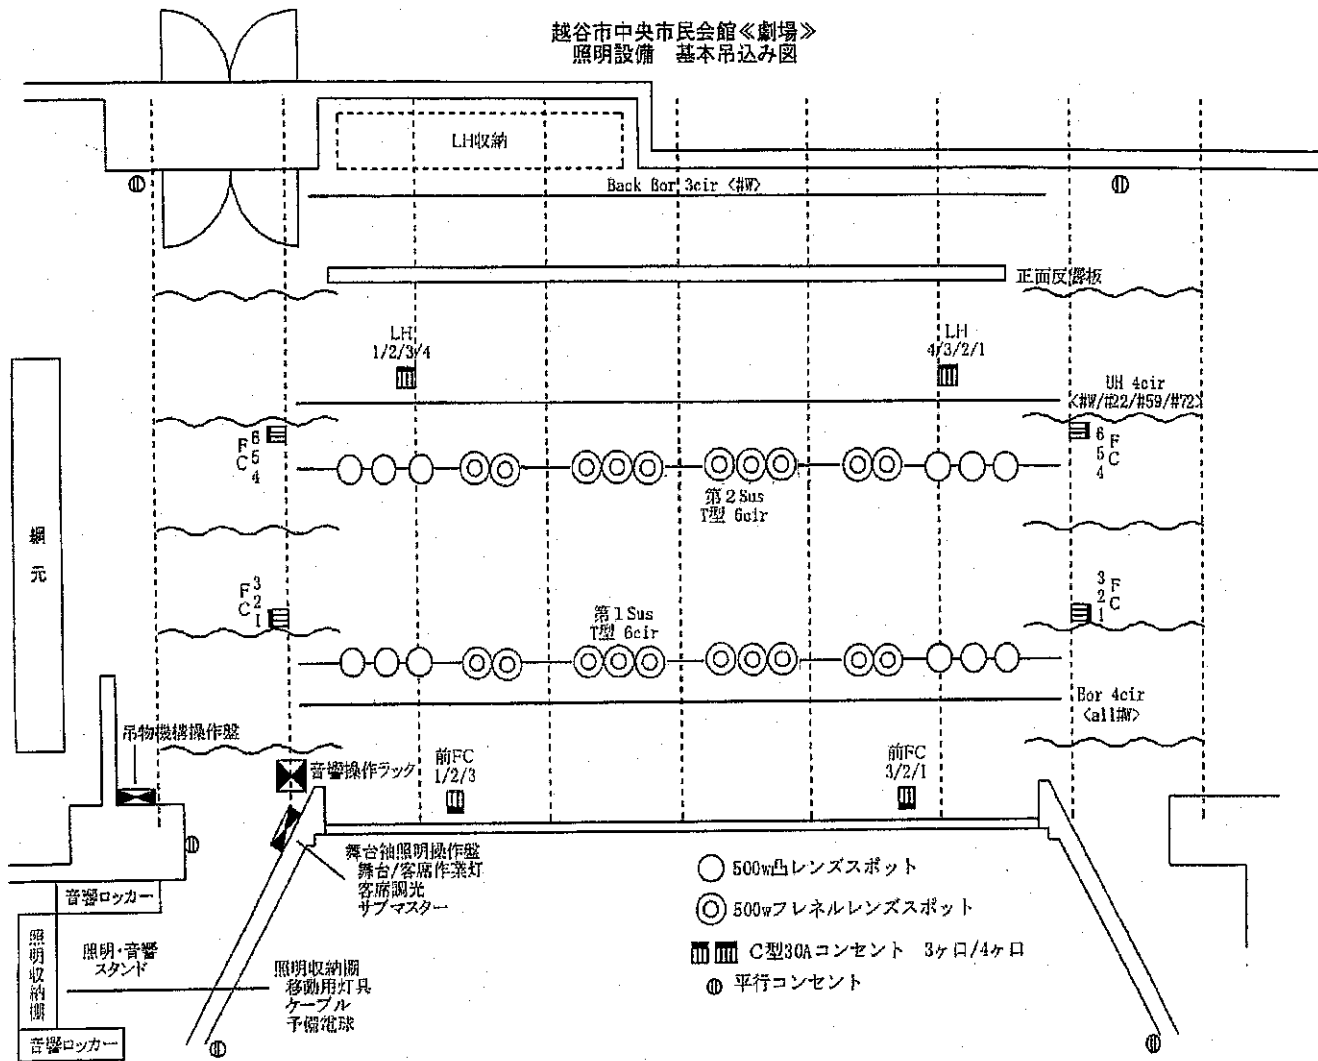 越谷市中央市民会館≪劇場≫
照明設備　基本吊込み図
LH収納
Back Bor 3cir <#W>
正面反響板
LH
1/2/3/4
LH
4/3/2/1
UH 4cir
<#W/#22/#59/#72>
FC
6
5
4
6
5
4
FC
第2Sus
T型 6cir
綱元
FC
3
2
1
3
2
1
FC
第1Sus
T型 6cir
Bor 4cir
<all#W>
吊物機構操作盤
音響操作ラック
前FC
1/2/3
前FC
3/2/1
舞台袖照明操作盤
舞台/客席作業灯
客席調光
サブマスター
500w凸レンズスポット
500wフレネルレンズスポット
C型30Aコンセント　3ヶ口/4ヶ口
平行コンセント
音響ロッカー
照明収納棚
照明・音響
スタンド
照明収納棚
移動用灯具
ケーブル
予備電球
音響ロッカー